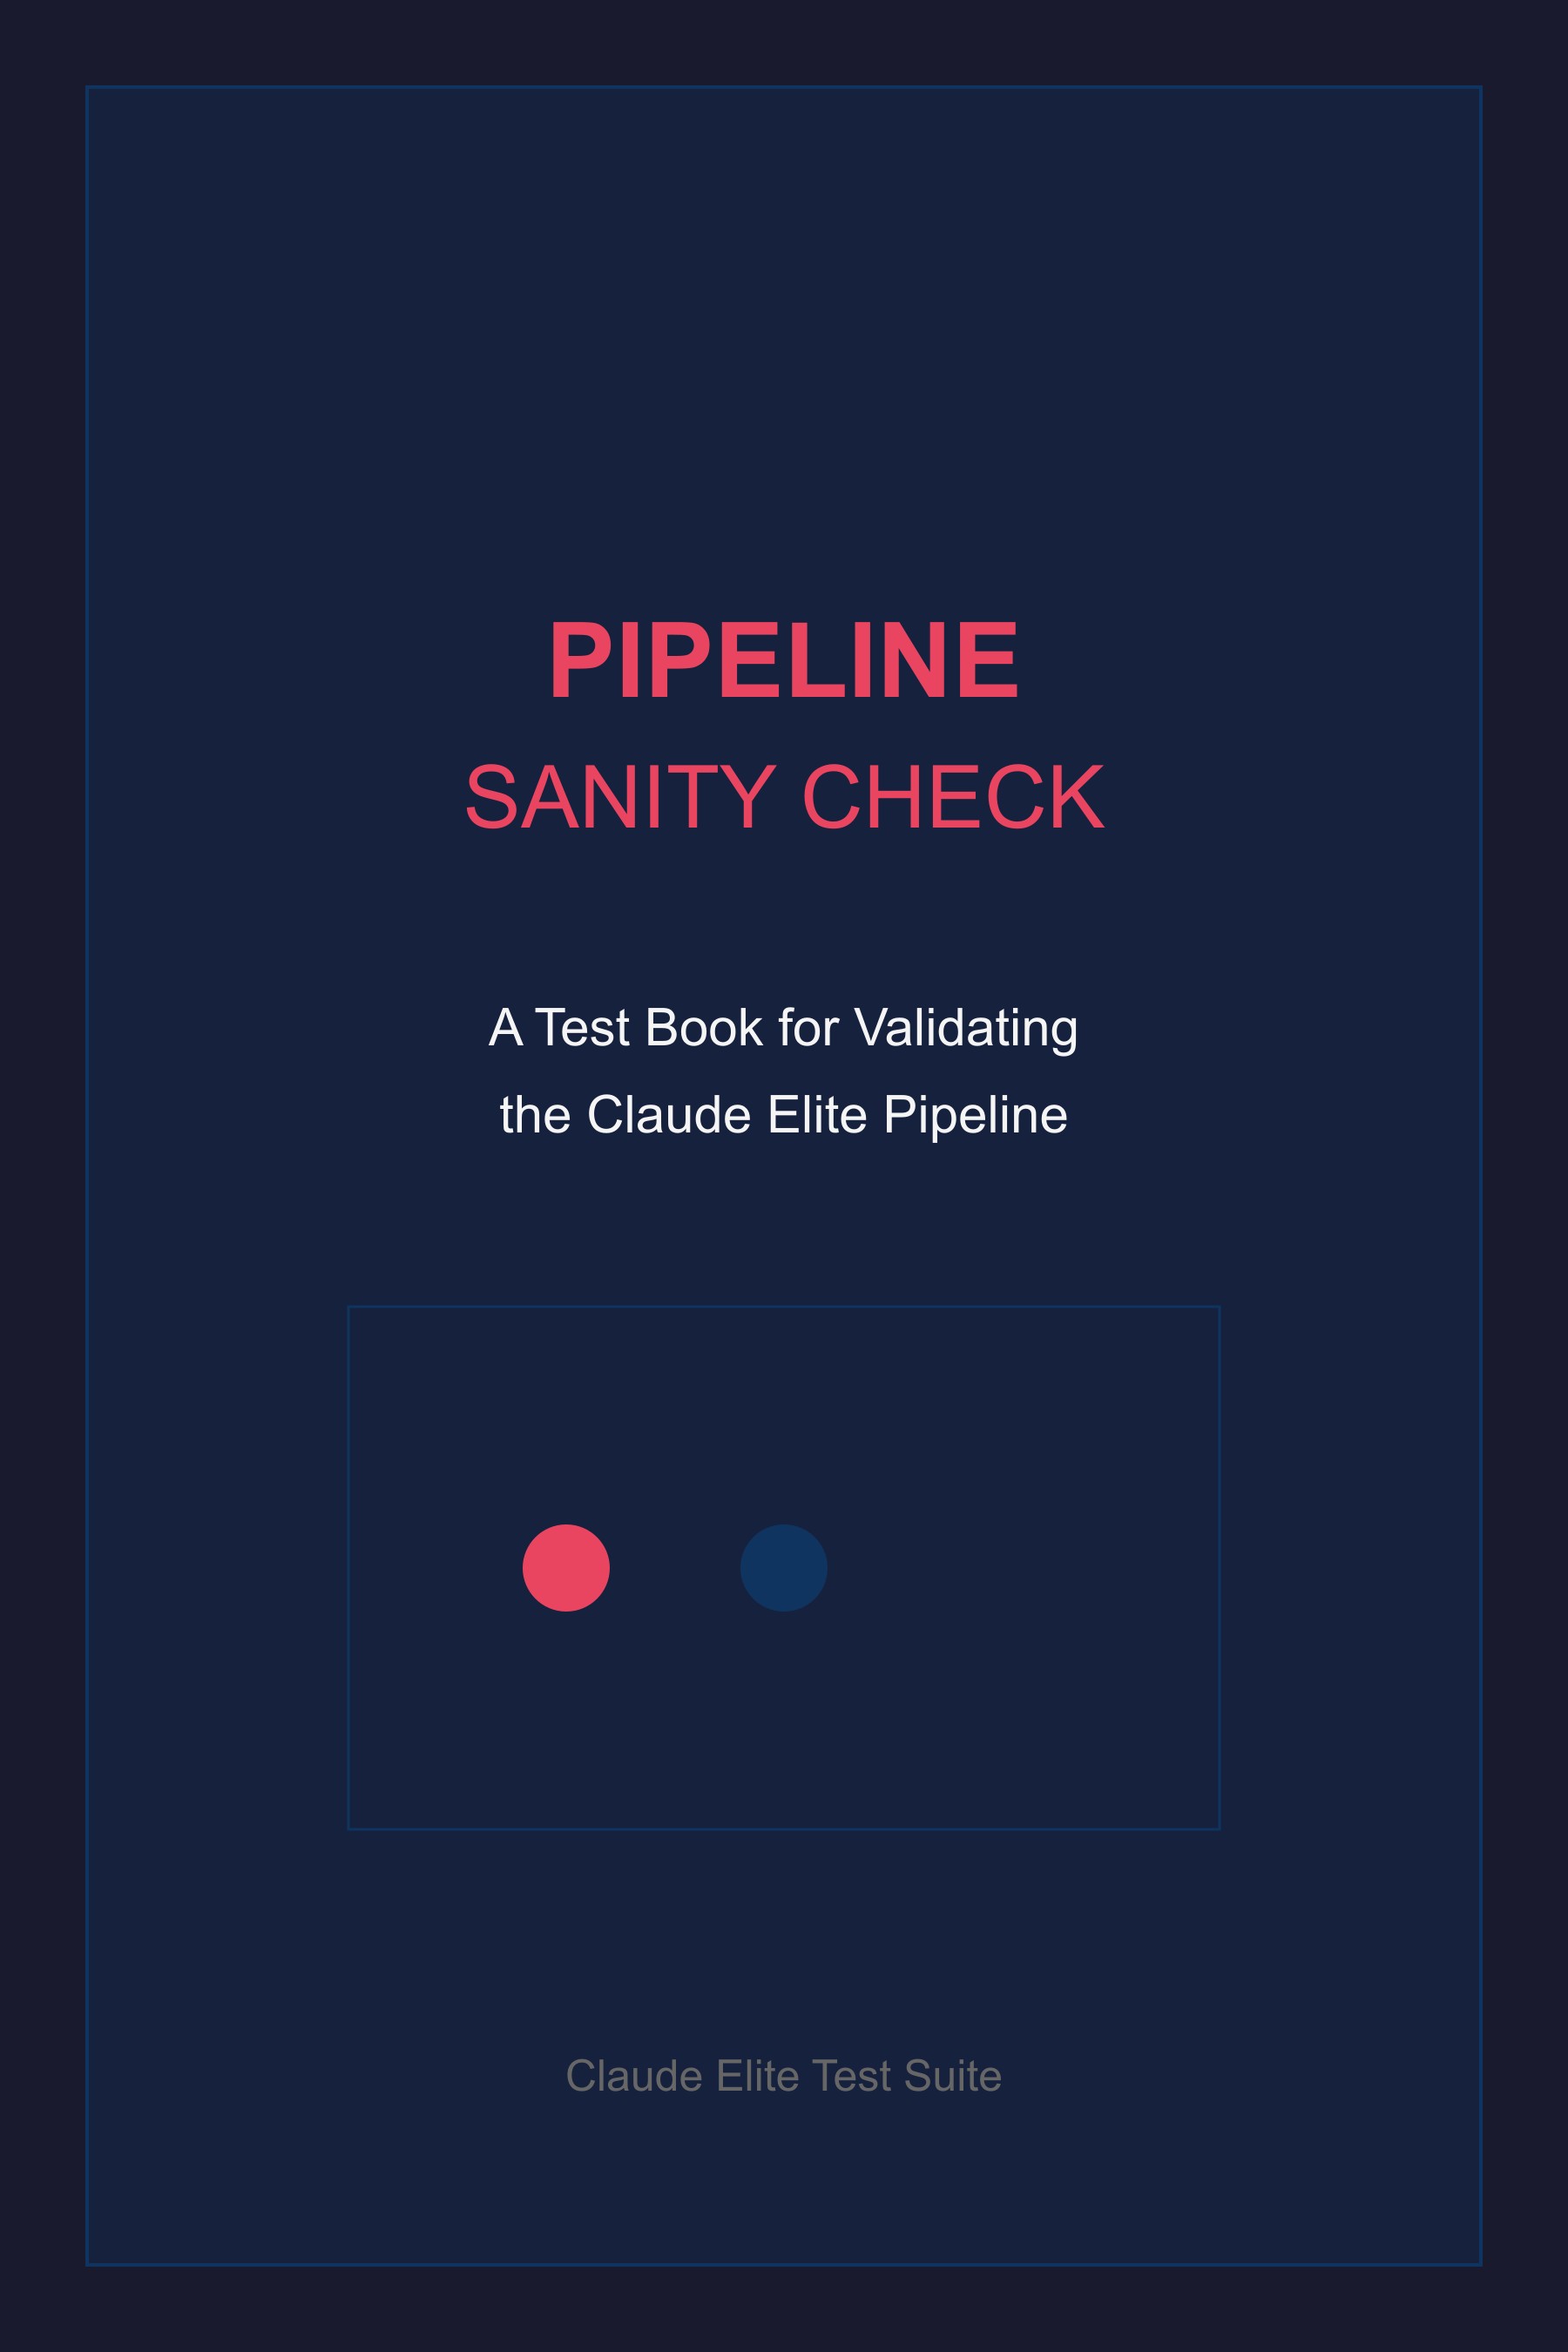 PIPELINE
SANITY CHECK
A Test Book for Validating
the Claude Elite Pipeline
Claude Elite Test Suite